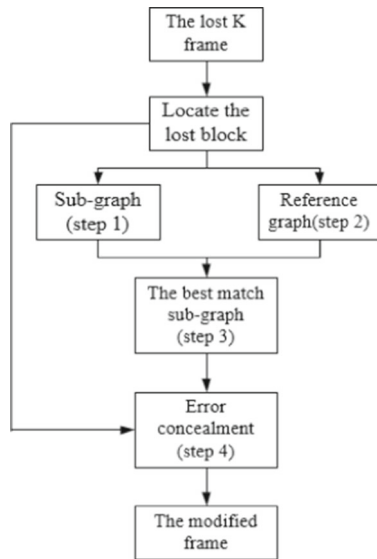 The lost K
frame
Locate the
lost block
Sub-graph
(step 1)
Reference
graph(step 2)
The best match
sub-graph
(step 3)
Error
concealment
(step 4)
The modified
frame